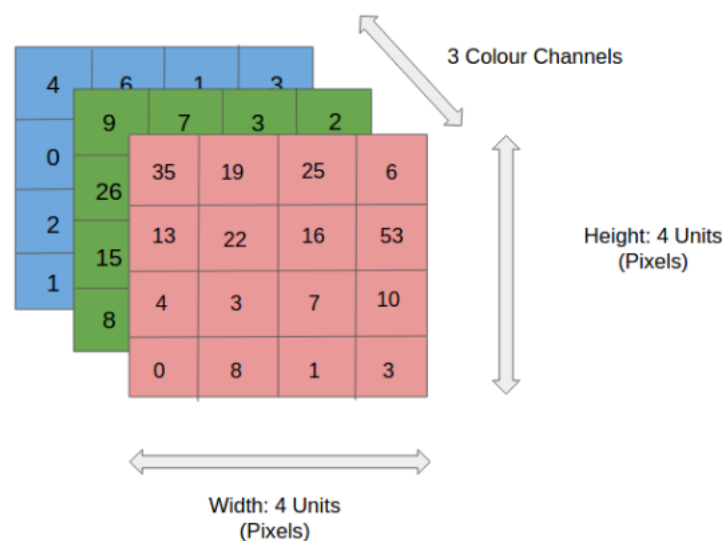 3 Colour Channels
4 6 1 3
9 7 3 2
35 19 25 6
0
26
13 22 16 53
Height: 4 Units
(Pixels)
2
15
4 3 7 10
1
8
0 8 1 3
Width: 4 Units
(Pixels)